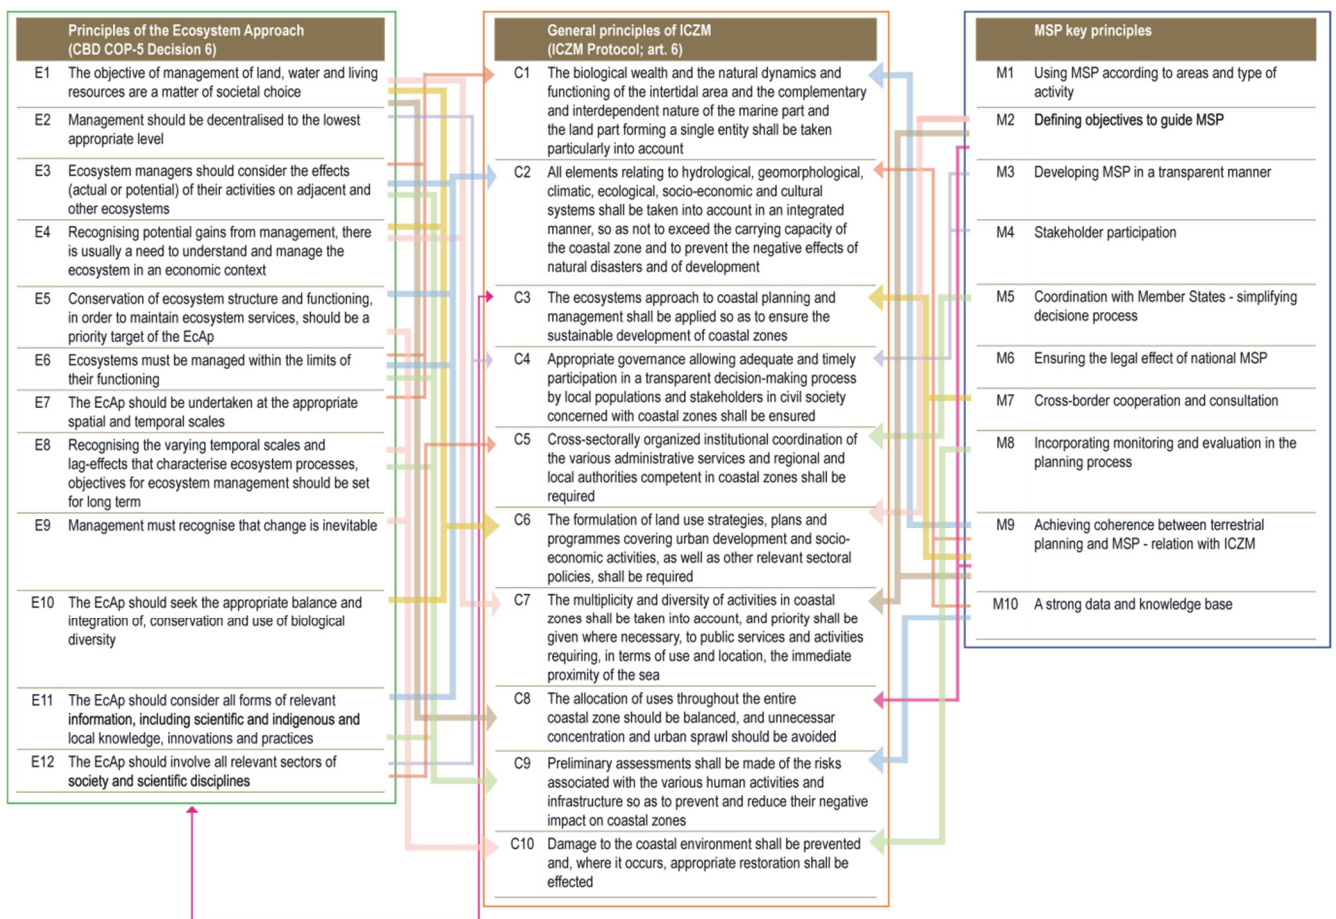 Principles of the Ecosystem Approach
(CBD COP-5 Decision 6)
E1 The objective of management of land, water and living
resources are a matter of societal choice
E2 Management should be decentralised to the lowest
appropriate level
E3 Ecosystem managers should consider the effects
(actual or potential) of their activities on adjacent and
other ecosystems
E4 Recognising potential gains from management, there
is usually a need to understand and manage the
ecosystem in an economic context
E5 Conservation of ecosystem structure and functioning,
in order to maintain ecosystem services, should be a
priority target of the EcAp
E6 Ecosystems must be managed within the limits of
their functioning
E7 The EcAp should be undertaken at the appropriate
spatial and temporal scales
E8 Recognising the varying temporal scales and
lag-effects that characterise ecosystem processes,
objectives for ecosystem management should be set
for long term
E9 Management must recognise that change is inevitable
E10 The EcAp should seek the appropriate balance and
integration of, conservation and use of biological
diversity
E11 The EcAp should consider all forms of relevant
information, including scientific and indigenous and
local knowledge, innovations and practices
E12 The EcAp should involve all relevant sectors of
society and scientific disciplines
General principles of ICZM
(ICZM Protocol; art. 6)
C1 The biological wealth and the natural dynamics and
functioning of the intertidal area and the complementary
and interdependent nature of the marine part and
the land part forming a single entity shall be taken
particularly into account
C2 All elements relating to hydrological, geomorphological,
climatic, ecological, socio-economic and cultural
systems shall be taken into account in an integrated
manner, so as not to exceed the carrying capacity of
the coastal zone and to prevent the negative effects of
natural disasters and of development
C3 The ecosystems approach to coastal planning and
management shall be applied so as to ensure the
sustainable development of coastal zones
C4 Appropriate governance allowing adequate and timely
participation in a transparent decision-making process
by local populations and stakeholders in civil society
concerned with coastal zones shall be ensured
C5 Cross-sectorally organized institutional coordination of
the various administrative services and regional and
local authorities competent in coastal zones shall be
required
C6 The formulation of land use strategies, plans and
programmes covering urban development and socio-
economic activities, as well as other relevant sectoral
policies, shall be required
C7 The multiplicity and diversity of activities in coastal
zones shall be taken into account, and priority shall be
given where necessary, to public services and activities
requiring, in terms of use and location, the immediate
proximity of the sea
C8 The allocation of uses throughout the entire
coastal zone should be balanced, and unnecessar
concentration and urban sprawl should be avoided
C9 Preliminary assessments shall be made of the risks
associated with the various human activities and
infrastructure so as to prevent and reduce their negative
impact on coastal zones
C10 Damage to the coastal environment shall be prevented
and, where it occurs, appropriate restoration shall be
effected
MSP key principles
M1 Using MSP according to areas and type of
activity
M2 Defining objectives to guide MSP
M3 Developing MSP in a transparent manner
M4 Stakeholder participation
M5 Coordination with Member States - simplifying
decisione process
M6 Ensuring the legal effect of national MSP
M7 Cross-border cooperation and consultation
M8 Incorporating monitoring and evaluation in the
planning process
M9 Achieving coherence between terrestrial
planning and MSP - relation with ICZM
M10 A strong data and knowledge base